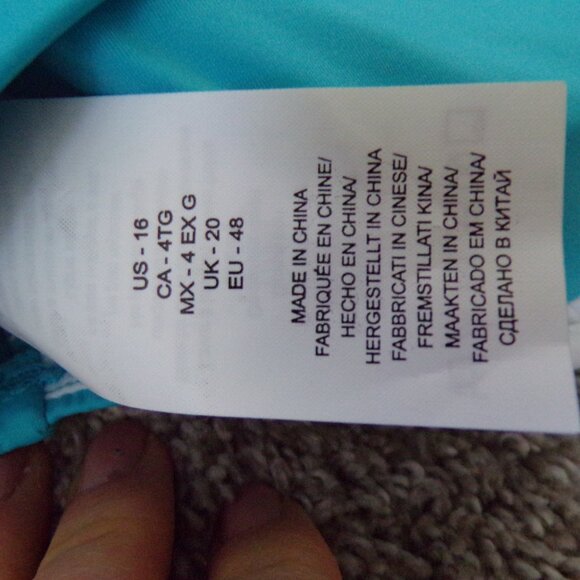 US - 16
CA - 4TG
MX - 4 EX G
UK - 20
EU - 48
MADE IN CHINA
FABRIQUÉE EN CHINE/
HECHO EN CHINA/
HERGESTELLT IN CHINA
FABBRICATI IN CINESE/
FREMSTILLATI KINA/
MAAKTEN IN CHINA/
FABRICADO EM CHINA/
СДЕЛАНО В КИТАЙ